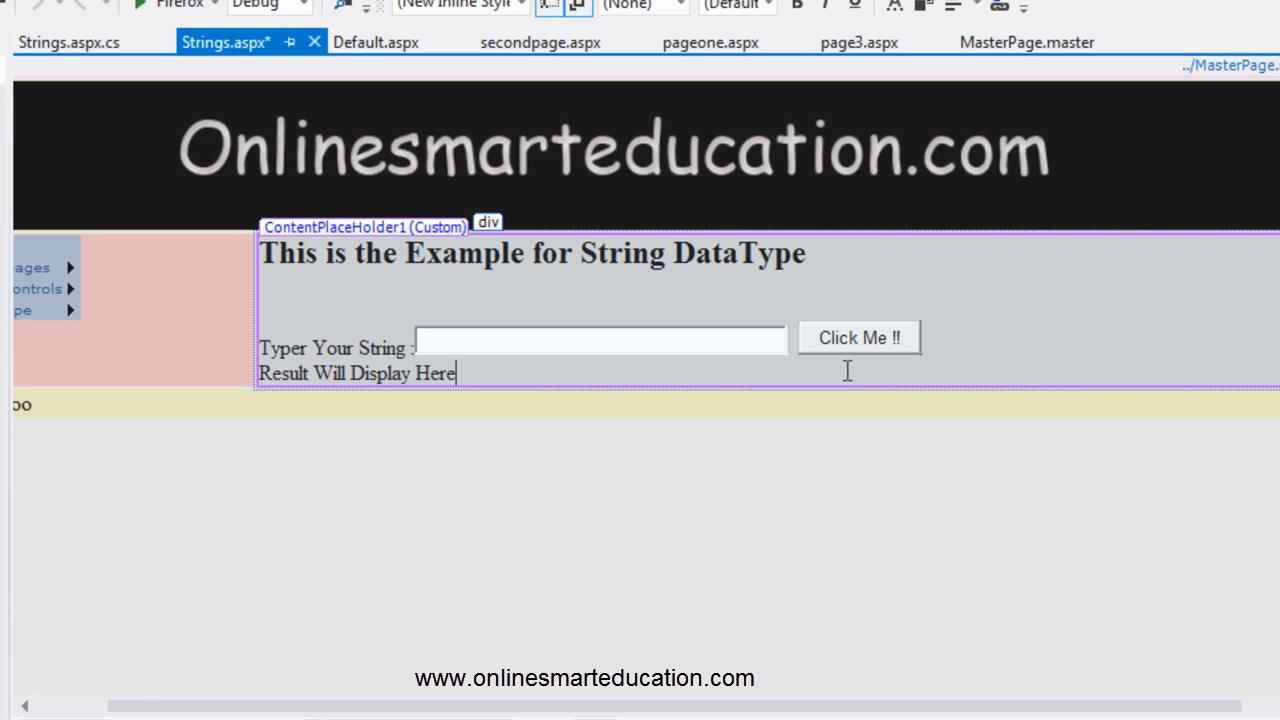 Firefox Debug (New Inline Style (None) (Default
Strings.aspx.cs Strings.aspx* Default.aspx secondpage.aspx pageone.aspx page3.aspx MasterPage.master
../MasterPage.
Onlinesmarteducation.com
ContentPlaceHolder1 (Custom) div
This is the Example for String DataType
ages
ontrols
pe
Typer Your String : Click Me !!
Result Will Display Here
oo
www.onlinesmarteducation.com